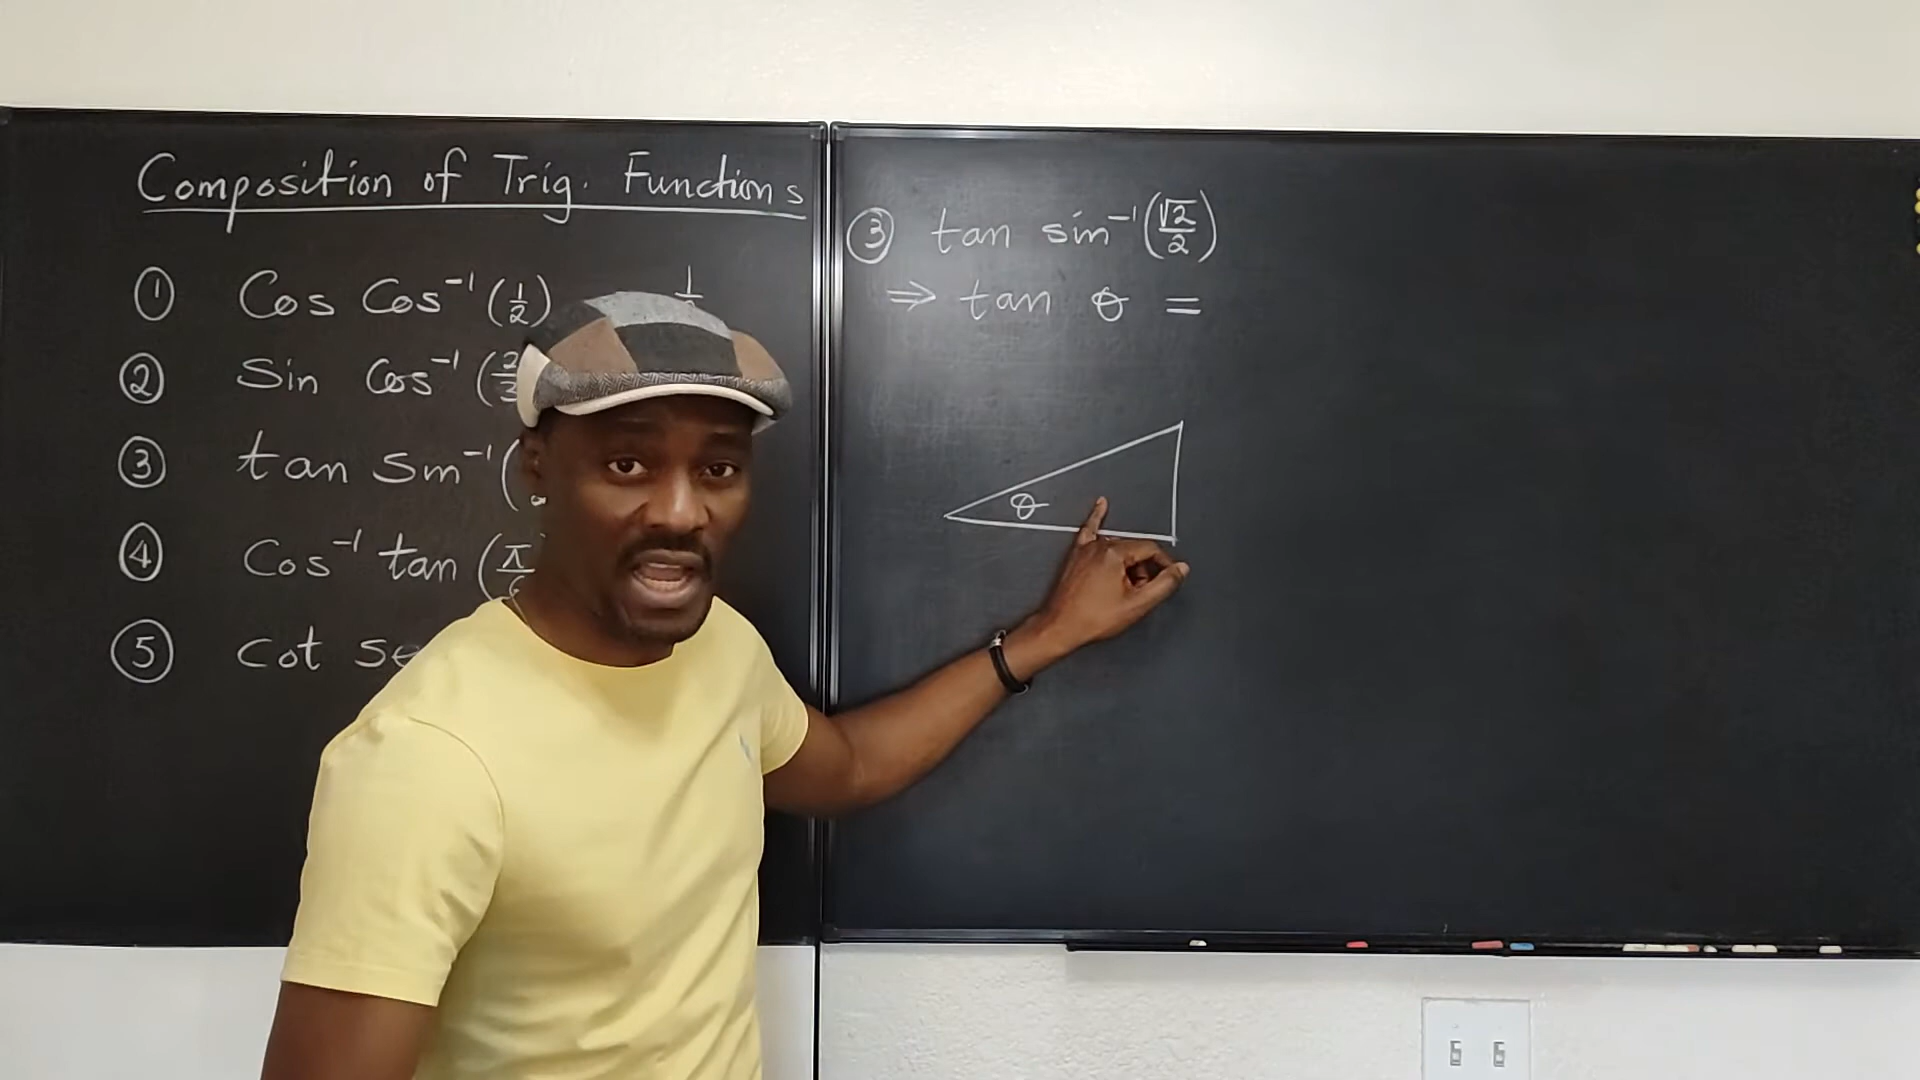 Composition of Trig. Functions
① Cos Cos⁻¹ (1/2) 1
② Sin Cos⁻¹ (2/3
③ tan Sin⁻¹ (
④ Cos⁻¹ tan (π
⑤ cot se
③ tan sin⁻¹ (√2/2)
⇒ tan θ =
θ